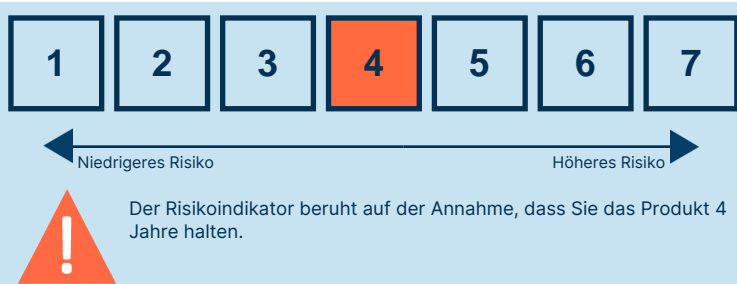 1 2 3 4 5 6 7
Niedrigeres Risiko Höheres Risiko
Der Risikoindikator beruht auf der Annahme, dass Sie das Produkt 4
Jahre halten.
!